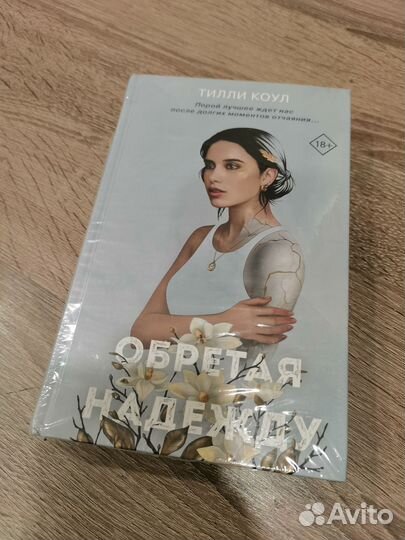 ТИЛЛИ КОУЛ
Порой лучшее ждет нас
после долгих моментов отчаяния...
18+
ОБРЕТАЯ
НАДЕЖДУ
Avito